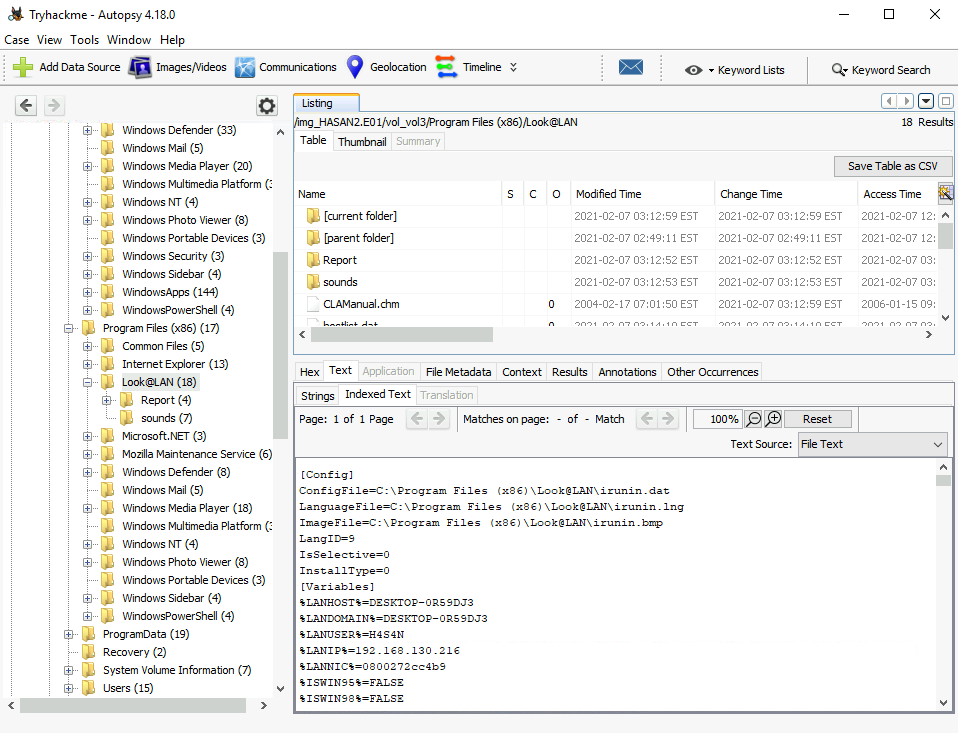 Tryhackme - Autopsy 4.18.0
Case View Tools Window Help
Add Data Source Images/Videos Communications Geolocation Timeline Keyword Lists Keyword Search
Windows Defender (33)
Windows Mail (5)
Windows Media Player (20)
Windows Multimedia Platform (3
Windows NT (4)
Windows Photo Viewer (8)
Windows Portable Devices (3)
Windows Security (3)
Windows Sidebar (4)
WindowsApps (144)
WindowsPowerShell (4)
Program Files (x86) (17)
Common Files (5)
Internet Explorer (13)
Look@LAN (18)
Report (4)
sounds (7)
Microsoft.NET (3)
Mozilla Maintenance Service (6)
Windows Defender (8)
Windows Mail (5)
Windows Media Player (18)
Windows Multimedia Platform (3
Windows NT (4)
Windows Photo Viewer (8)
Windows Portable Devices (3)
Windows Sidebar (4)
WindowsPowerShell (4)
ProgramData (19)
Recovery (2)
System Volume Information (7)
Users (15)
Listing
/img_HASAN2.E01/vol_vol3/Program Files (x86)/Look@LAN 18 Results
Table Thumbnail Summary
Save Table as CSV
Name S C O Modified Time Change Time Access Time
[current folder] 2021-02-07 03:12:59 EST 2021-02-07 03:12:59 EST 2021-02-07 12:
[parent folder] 2021-02-07 02:49:11 EST 2021-02-07 02:49:11 EST 2021-02-07 12:
Report 2021-02-07 03:12:52 EST 2021-02-07 03:12:52 EST 2021-02-07 03:
sounds 2021-02-07 03:12:53 EST 2021-02-07 03:12:53 EST 2021-02-07 03:
CLAManual.chm 0 2004-02-17 07:01:50 EST 2021-02-07 03:12:59 EST 2006-01-15 09:
hostlist.dat 0 2021-02-07 03:14:10 EST 2021-02-07 03:14:10 EST 2021-02-07 03:
Hex Text Application File Metadata Context Results Annotations Other Occurrences
Strings Indexed Text Translation
Page: 1 of 1 Page Matches on page: - of - Match 100% Reset
Text Source: File Text
[Config]
ConfigFile=C:\Program Files (x86)\Look@LAN\irunin.dat
LanguageFile=C:\Program Files (x86)\Look@LAN\irunin.lng
ImageFile=C:\Program Files (x86)\Look@LAN\irunin.bmp
LangID=9
IsSelective=0
InstallType=0
[Variables]
%LANHOST%=DESKTOP-0R59DJ3
%LANDOMAIN%=DESKTOP-0R59DJ3
%LANUSER%=H4S4N
%LANIP%=192.168.130.216
%LANNIC%=0800272cc4b9
%ISWIN95%=FALSE
%ISWIN98%=FALSE